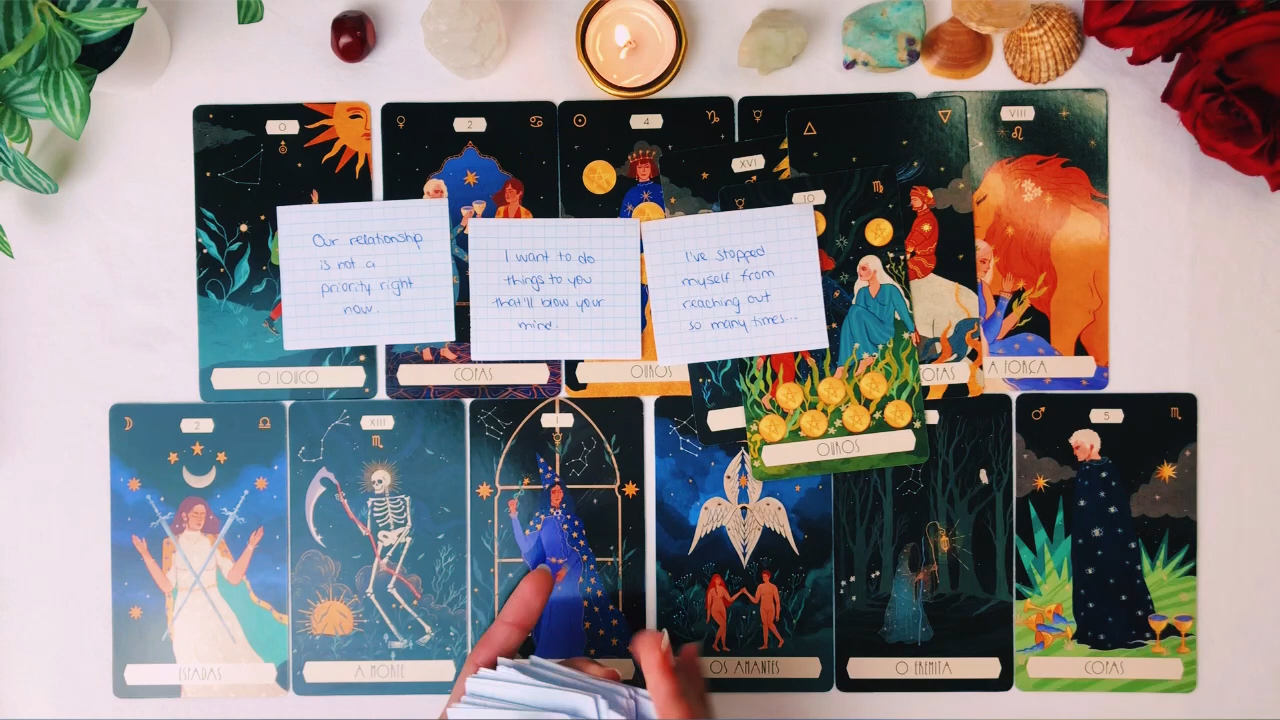 0
2
4
XVI
10
VIII
Our relationship
is not a
priority right
now.
I want to do
things to you
that'll blow your
mind.
I've stopped
myself from
reaching out
so many times...
O LOUCO
COPAS
OUROS
OPAS
A FORÇA
OUROS
2
XIII
I
5
ESPADAS
A MORTE
OS AMANTES
O EREMITA
COPAS